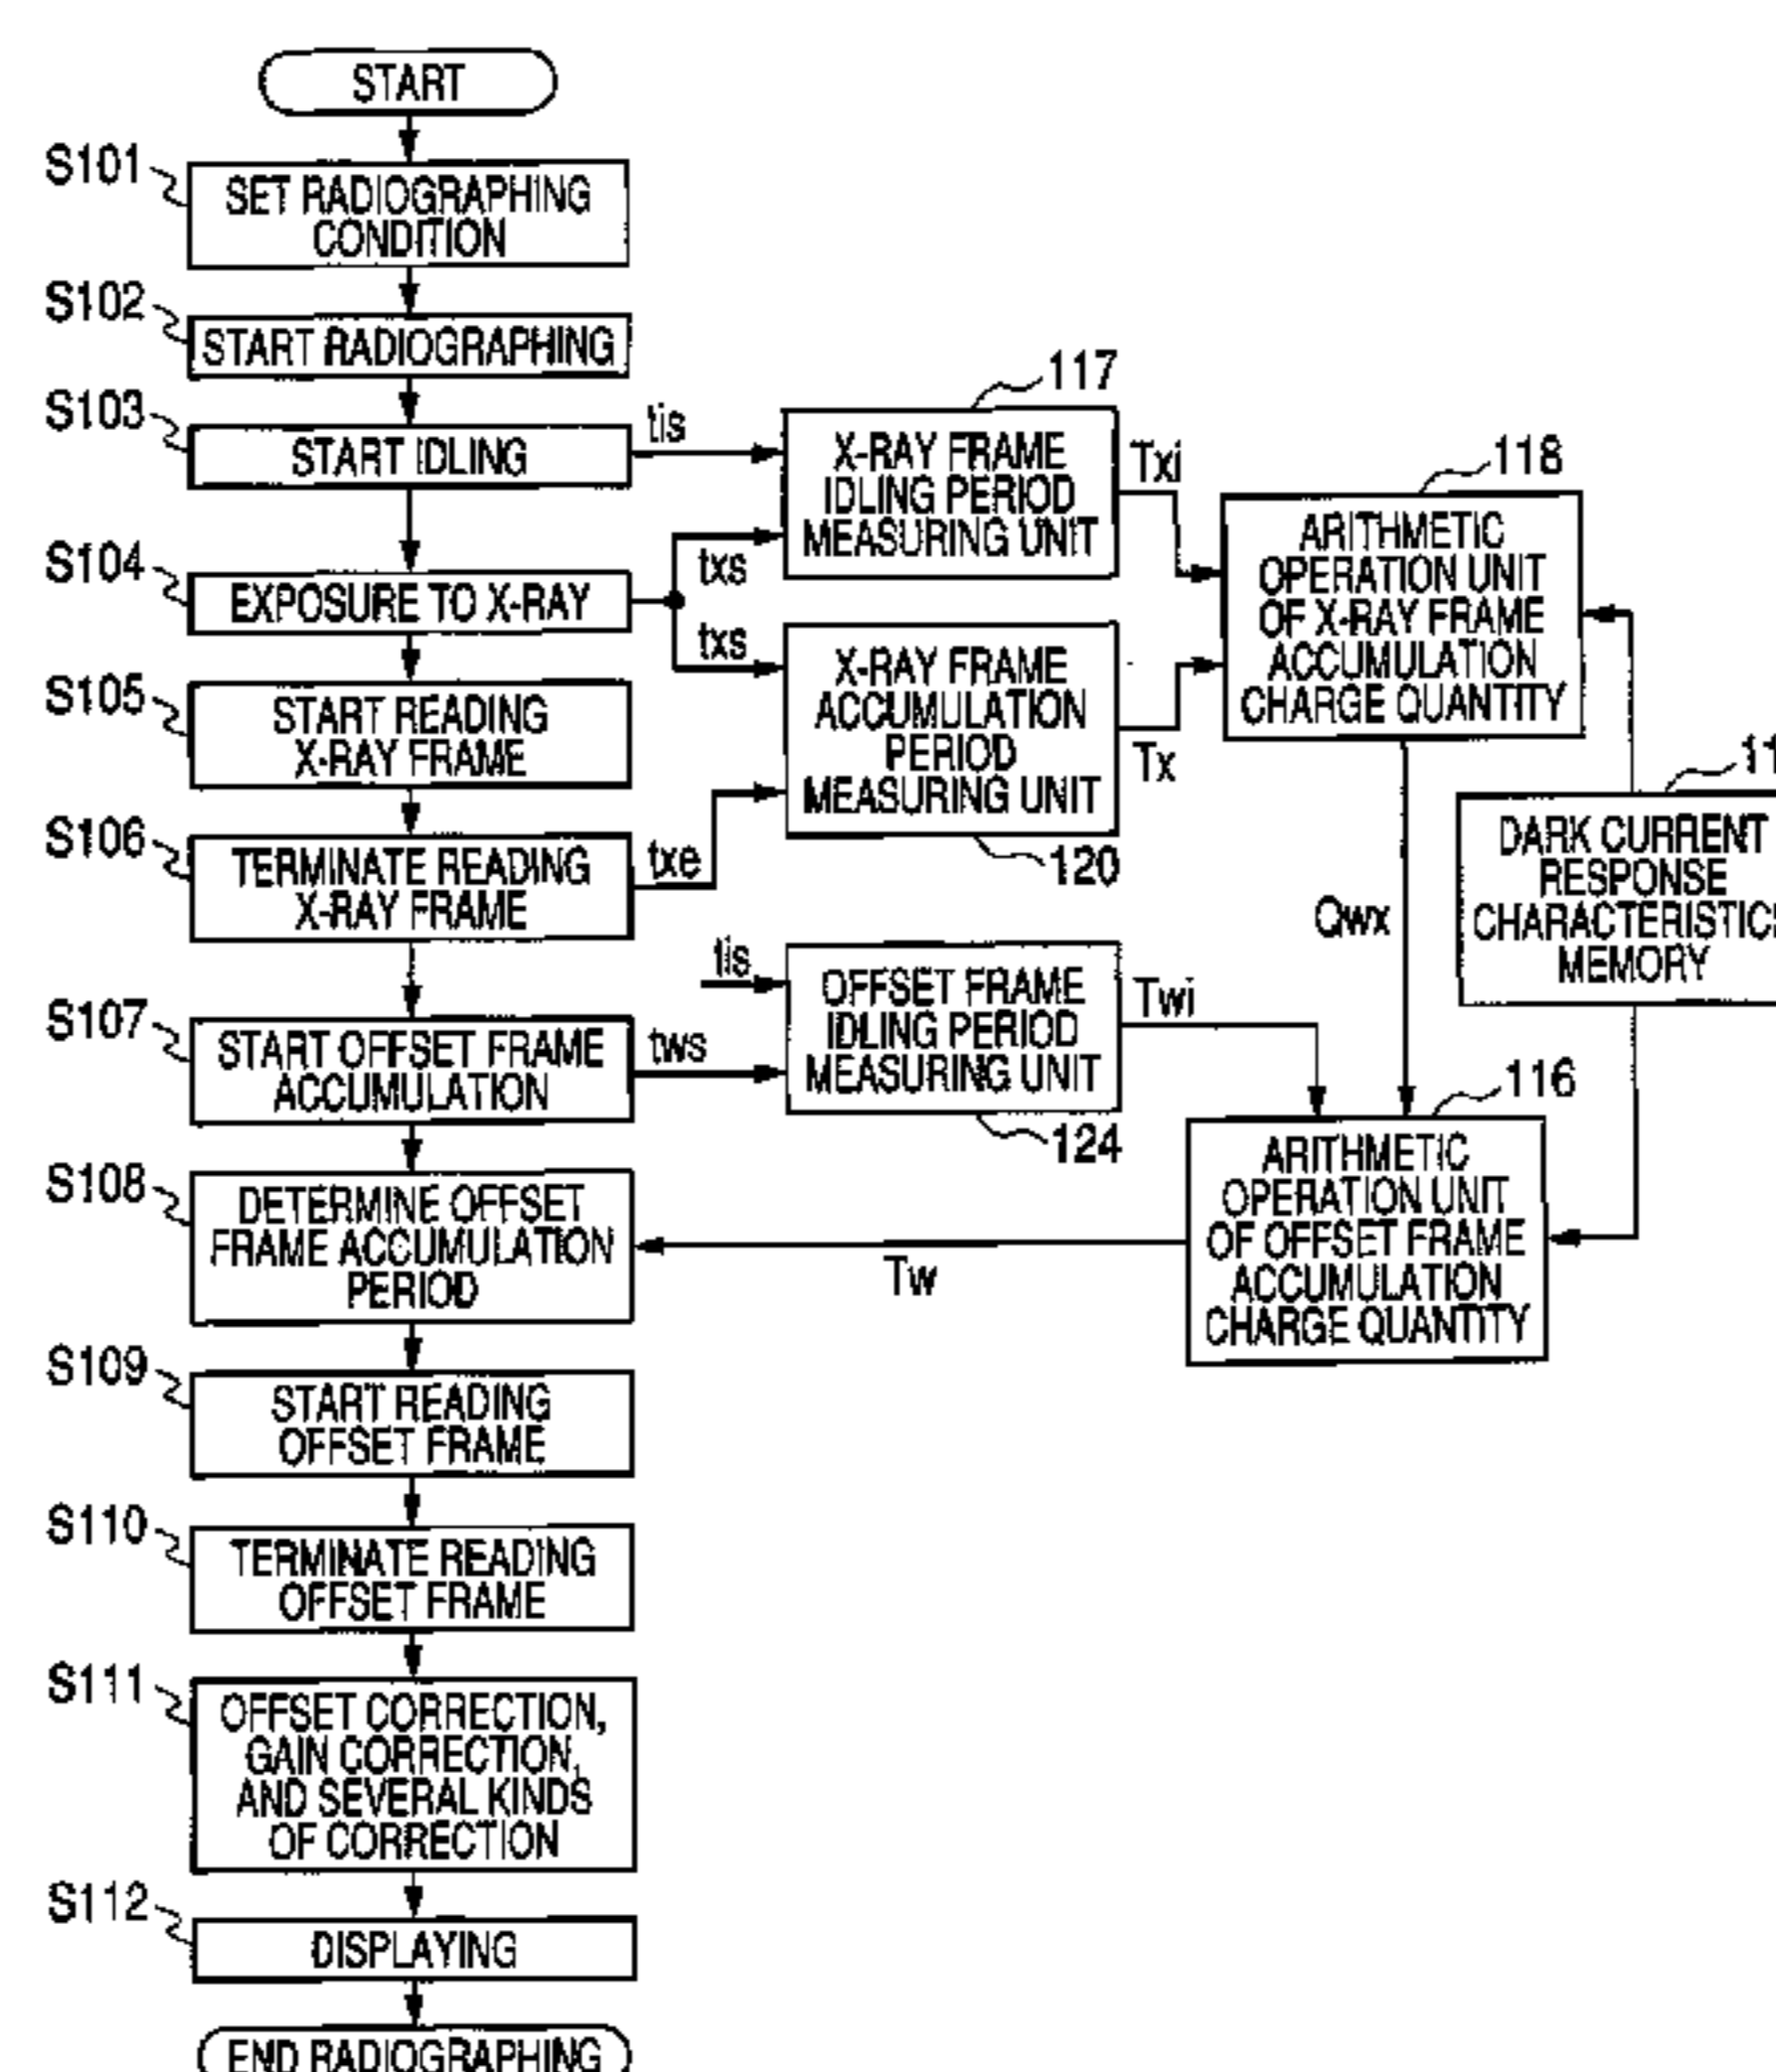 START
S101
SET RADIOGRAPHING
CONDITION
S102
START RADIOGRAPHING
S103
START IDLING
tis
S104
EXPOSURE TO X-RAY
txs
txs
S105
START READING
X-RAY FRAME
S106
TERMINATE READING
X-RAY FRAME
txe
S107
START OFFSET FRAME
ACCUMULATION
tis
tws
S108
DETERMINE OFFSET
FRAME ACCUMULATION
PERIOD
S109
START READING
OFFSET FRAME
S110
TERMINATE READING
OFFSET FRAME
S111
OFFSET CORRECTION,
GAIN CORRECTION,
AND SEVERAL KINDS
OF CORRECTION
S112
DISPLAYING
END RADIOGRAPHING
117
X-RAY FRAME
IDLING PERIOD
MEASURING UNIT
Txi
X-RAY FRAME
ACCUMULATION
PERIOD
MEASURING UNIT
120
Tx
118
ARITHMETIC
OPERATION UNIT
OF X-RAY FRAME
ACCUMULATION
CHARGE QUANTITY
Qwx
DARK CURRENT
RESPONSE
CHARACTERISTICS
MEMORY
OFFSET FRAME
IDLING PERIOD
MEASURING UNIT
124
Twi
116
ARITHMETIC
OPERATION UNIT
OF OFFSET FRAME
ACCUMULATION
CHARGE QUANTITY
Tw